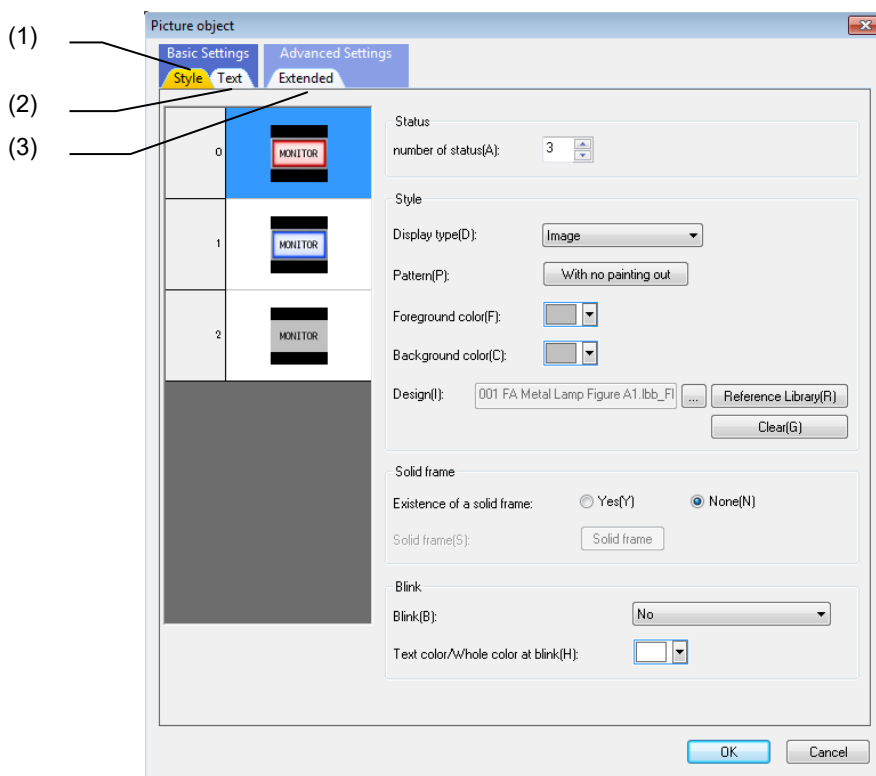 Picture object
(1)
Basic Settings
Advanced Settings
Style
Text
Extended
(2)
(3)
0
MONITOR
1
MONITOR
2
MONITOR
Status
number of status(A):
3
Style
Display type(D):
Image
Pattern(P):
With no painting out
Foreground color(F):
Background color(C):
Design(I):
001 FA Metal Lamp Figure A1.lbb_Fl
...
Reference Library(R)
Clear(G)
Solid frame
Existence of a solid frame:
Yes(Y)
None(N)
Solid frame(S):
Solid frame
Blink
Blink(B):
No
Text color/Whole color at blink(H):
OK
Cancel